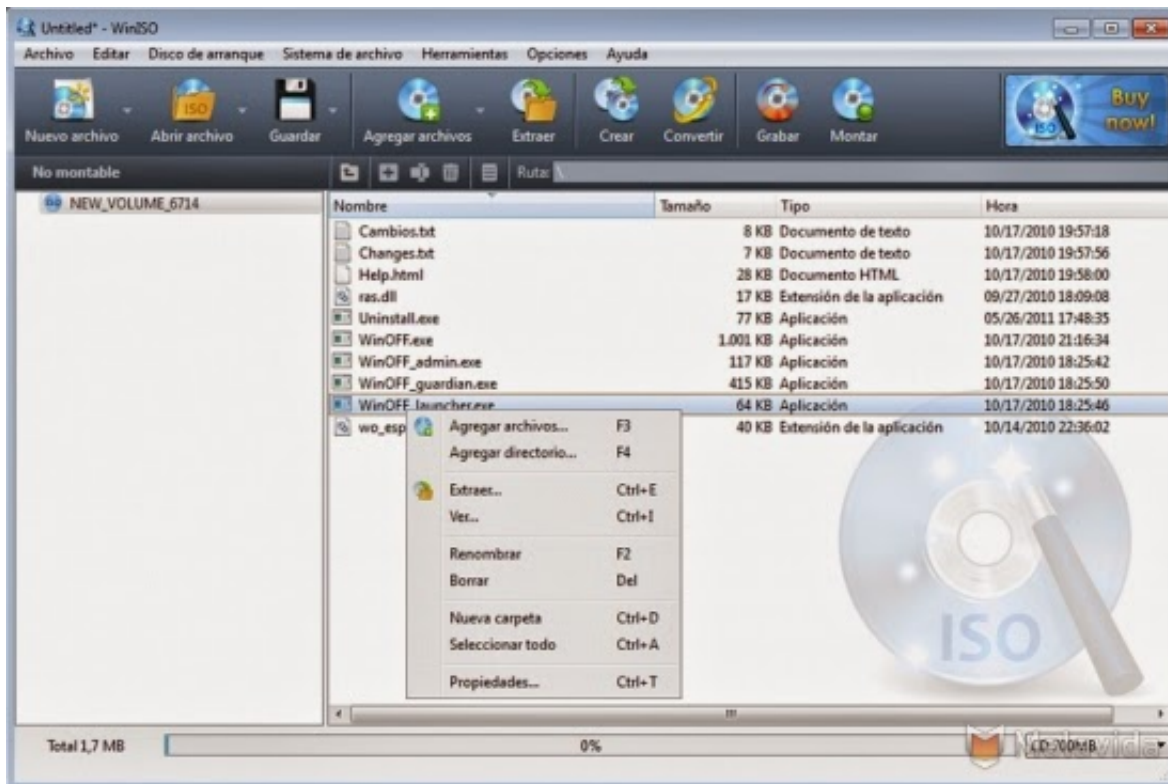 Untitled* - WinISO
Archivo Editar Disco de arranque Sistema de archivo Herramientas Opciones Ayuda
Nuevo archivo Abrir archivo Guardar Agregar archivos Extraer Crear Convertir Grabar Montar
ISO
ISO
Buy now!
No montable
Ruta: \
NEW_VOLUME_6714
Nombre Tamaño Tipo Hora
Cambios.txt 8 KB Documento de texto 10/17/2010 19:57:18
Changes.txt 7 KB Documento de texto 10/17/2010 19:57:56
Help.html 28 KB Documento HTML 10/17/2010 19:58:00
ras.dll 17 KB Extensión de la aplicación 09/27/2010 18:09:08
Uninstall.exe 77 KB Aplicación 05/26/2011 17:48:35
WinOFF.exe 1.001 KB Aplicación 10/17/2010 21:16:34
WinOFF_admin.exe 117 KB Aplicación 10/17/2010 18:25:42
WinOFF_guardian.exe 415 KB Aplicación 10/17/2010 18:25:50
WinOFF_launcher.exe 64 KB Aplicación 10/17/2010 18:25:46
wo_esp 40 KB Extensión de la aplicación 10/14/2010 22:36:02
Agregar archivos... F3
Agregar directorio... F4
Extraer... Ctrl+E
Ver... Ctrl+I
Renombrar F2
Borrar Del
Nueva carpeta Ctrl+D
Seleccionar todo Ctrl+A
Propiedades... Ctrl+T
ISO
Total 1,7 MB 0% CD 700MB